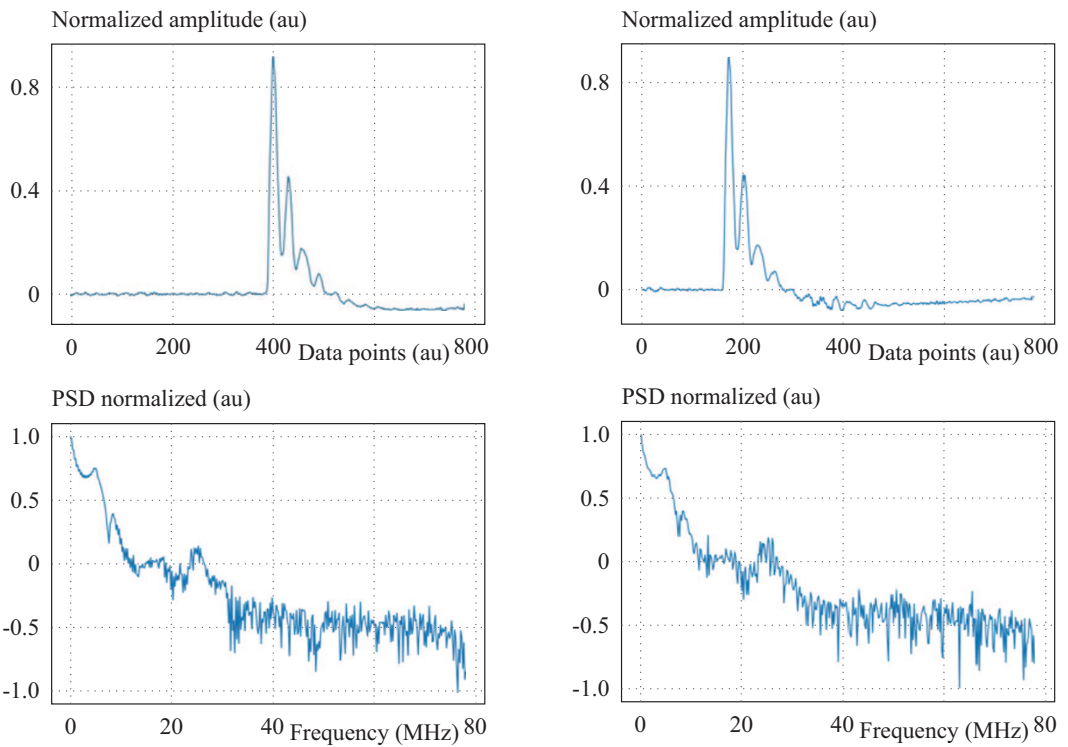 Normalized amplitude (au)
0.8
0.4
0
0 200 400 Data points (au) 800
Normalized amplitude (au)
0.8
0.4
0
0 200 400 Data points (au) 800
PSD normalized (au)
1.0
0.5
0
-0.5
-1.0
0 20 40 Frequency (MHz) 80
PSD normalized (au)
1.0
0.5
0
-0.5
-1.0
0 20 40 Frequency (MHz) 80